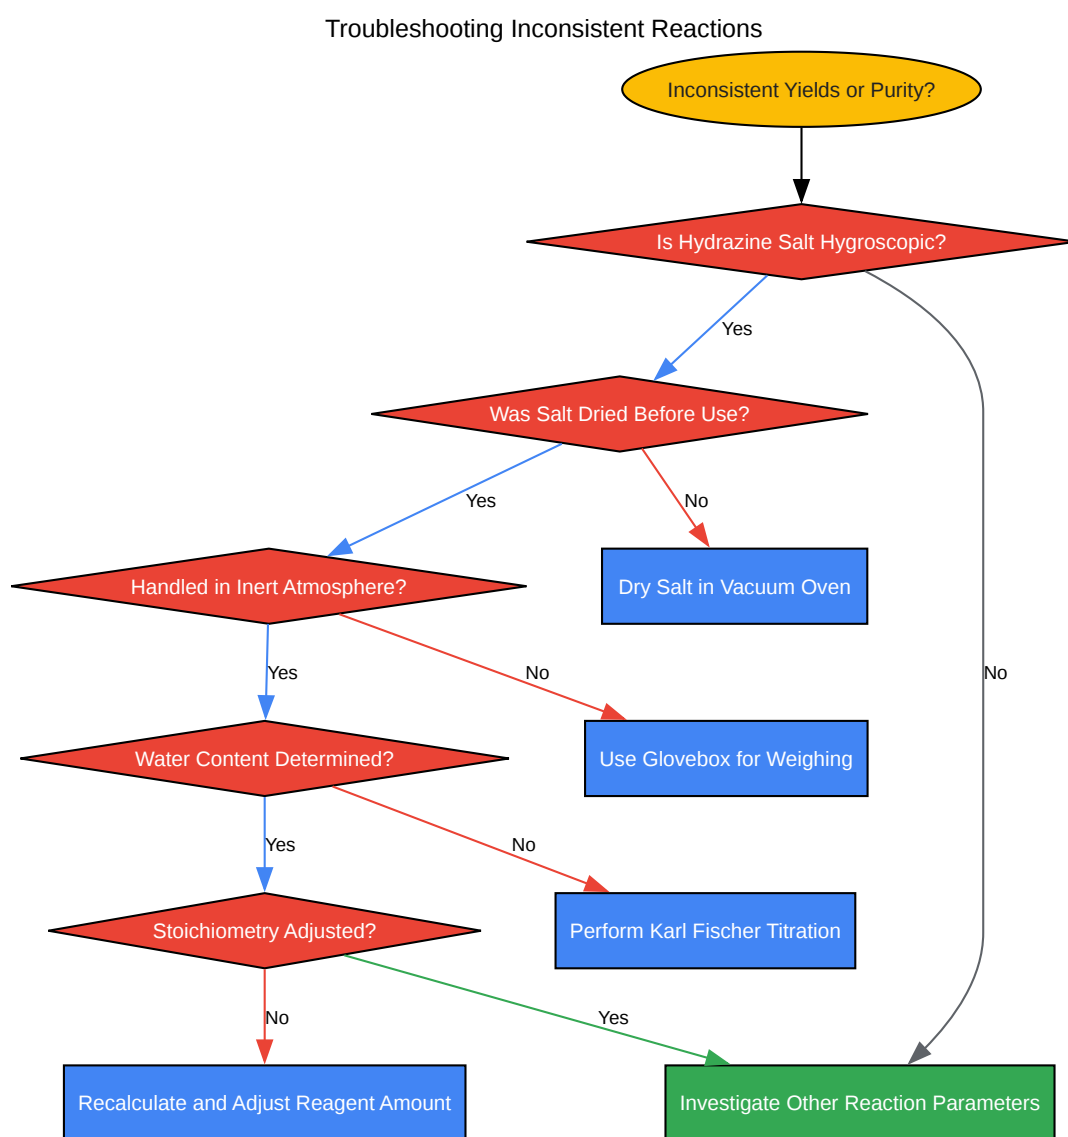 Troubleshooting Inconsistent Reactions
Inconsistent Yields or Purity?
Is Hydrazine Salt Hygroscopic?
Yes
Was Salt Dried Before Use?
Yes
No
Handled in Inert Atmosphere?
Dry Salt in Vacuum Oven
Yes
No
No
Water Content Determined?
Use Glovebox for Weighing
Yes
No
Stoichiometry Adjusted?
Perform Karl Fischer Titration
No
Yes
Recalculate and Adjust Reagent Amount
Investigate Other Reaction Parameters